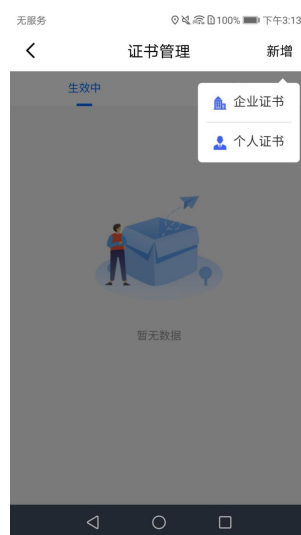 无服务 100% 下午3:13
证书管理 新增
生效中
企业证书
个人证书
暂无数据